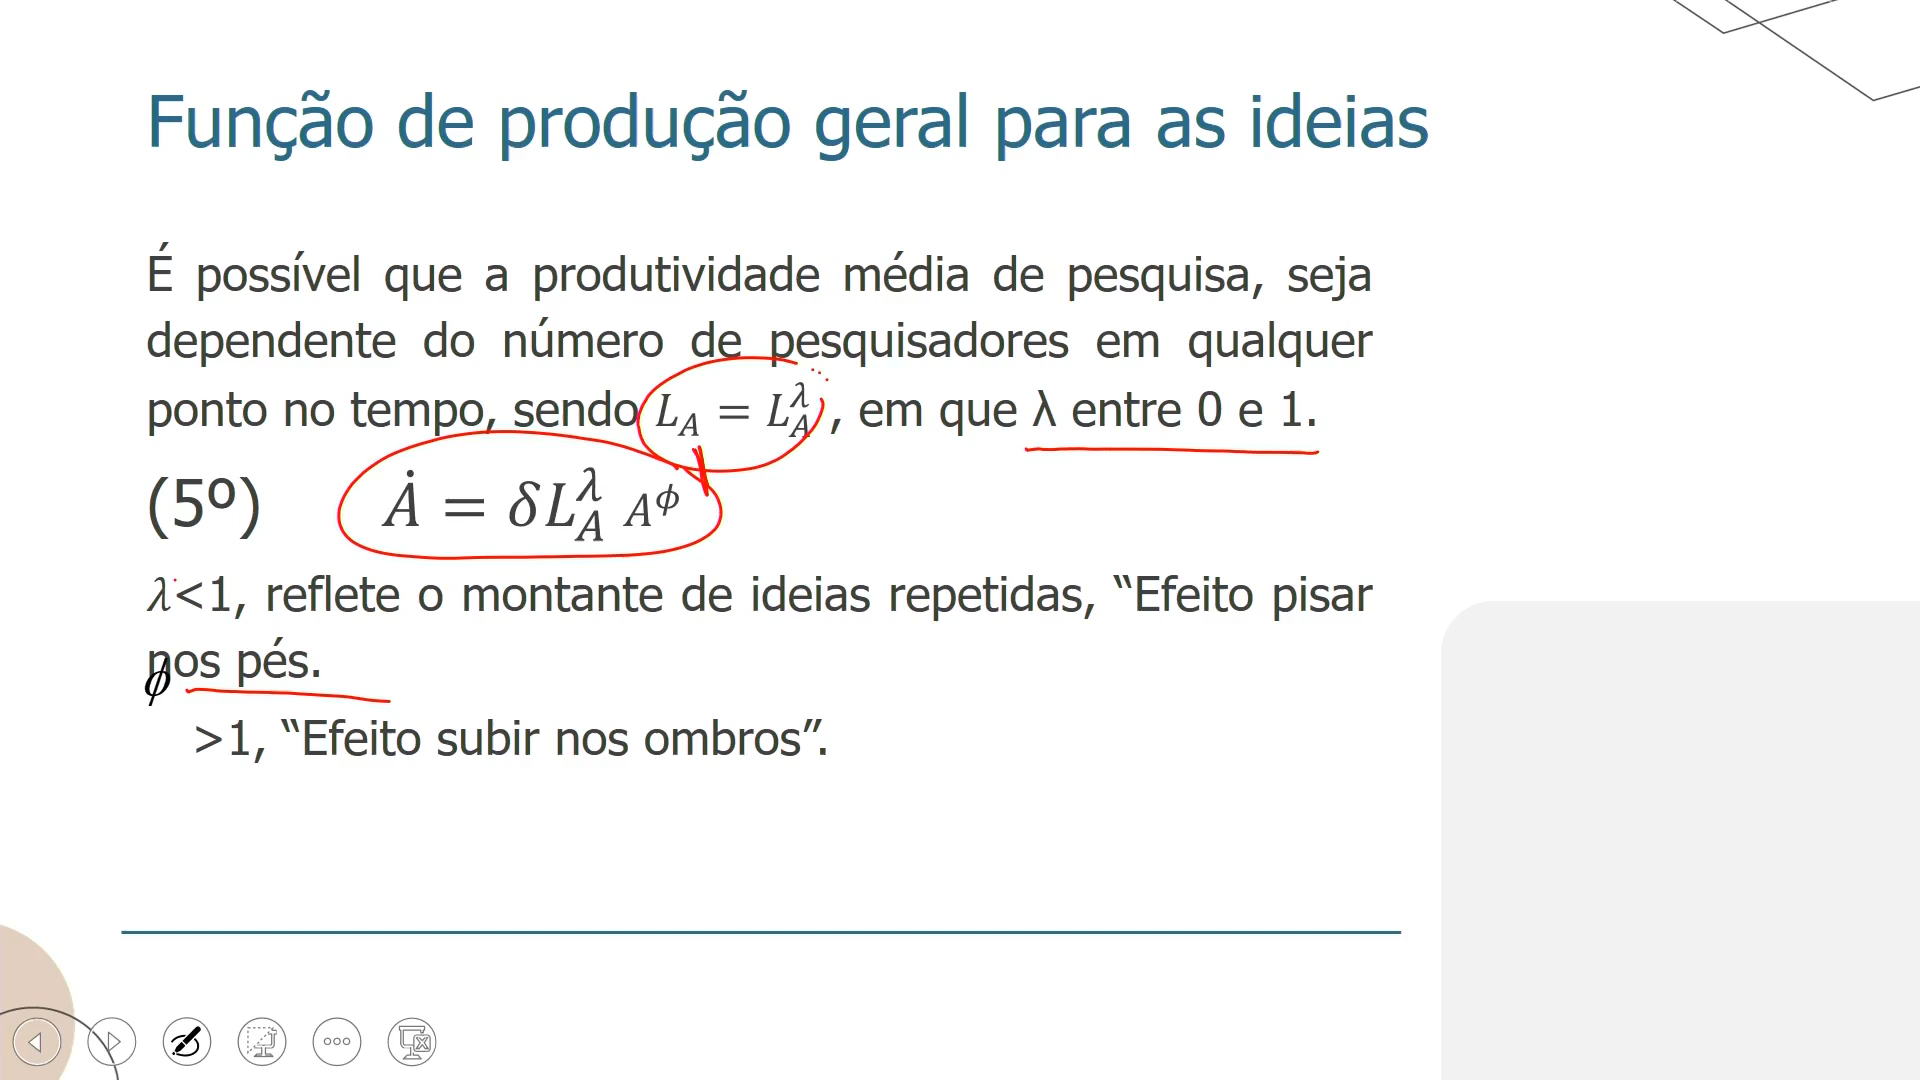 Função de produção geral para as ideias
É possível que a produtividade média de pesquisa, seja
dependente do número de pesquisadores em qualquer
ponto no tempo, sendo L_A = L_A^λ , em que λ entre 0 e 1.
(5º) Ȧ = δL_A^λ A^ϕ
λ<1, reflete o montante de ideias repetidas, “Efeito pisar
nos pés.
ϕ
>1, “Efeito subir nos ombros”.